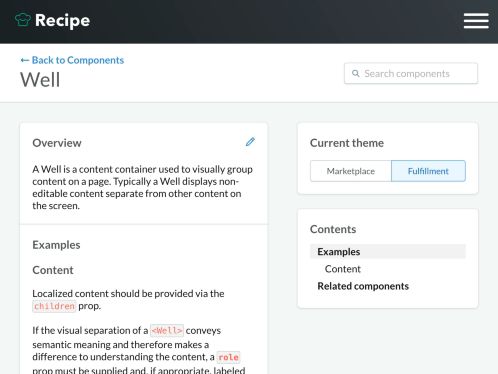 Recipe
← Back to Components
Well
Search components
Overview
A Well is a content container used to visually group
content on a page. Typically a Well displays non-
editable content separate from other content on
the screen.
Examples
Content
Localized content should be provided via the
children prop.
If the visual separation of a <Well> conveys
semantic meaning and therefore makes a
difference to understanding the content, a role
prop must be supplied and, if appropriate, labeled
Current theme
Marketplace
Fulfillment
Contents
Examples
Content
Related components